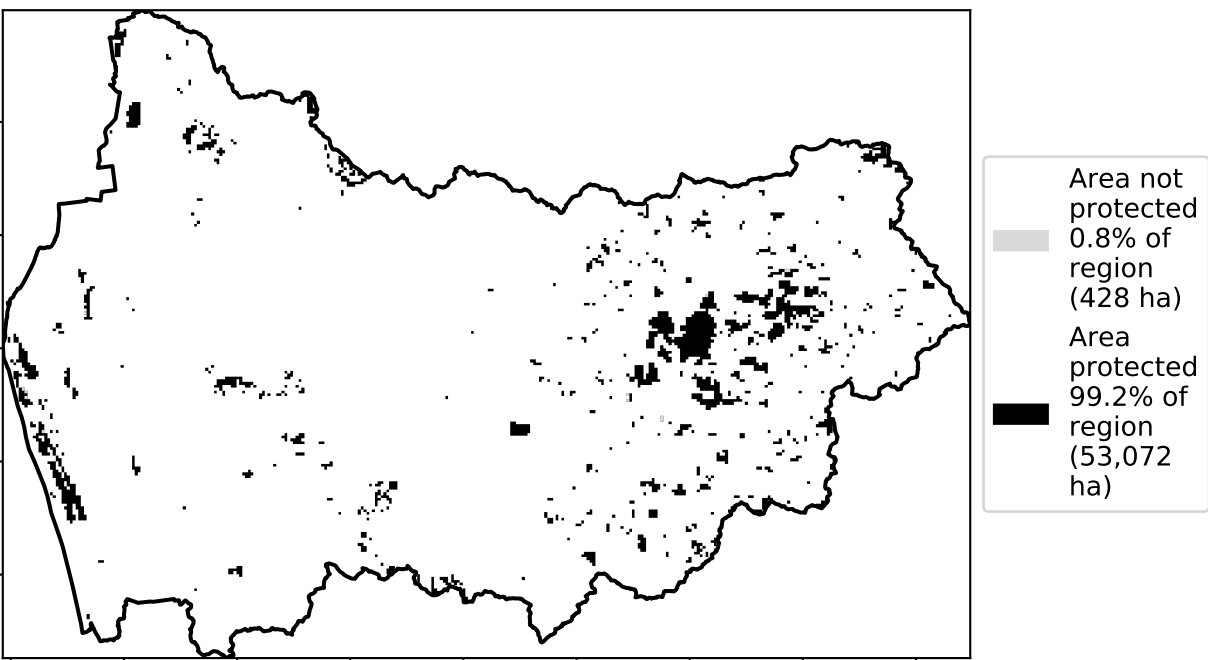 Area not
protected
0.8% of
region
(428 ha)
Area
protected
99.2% of
region
(53,072
ha)